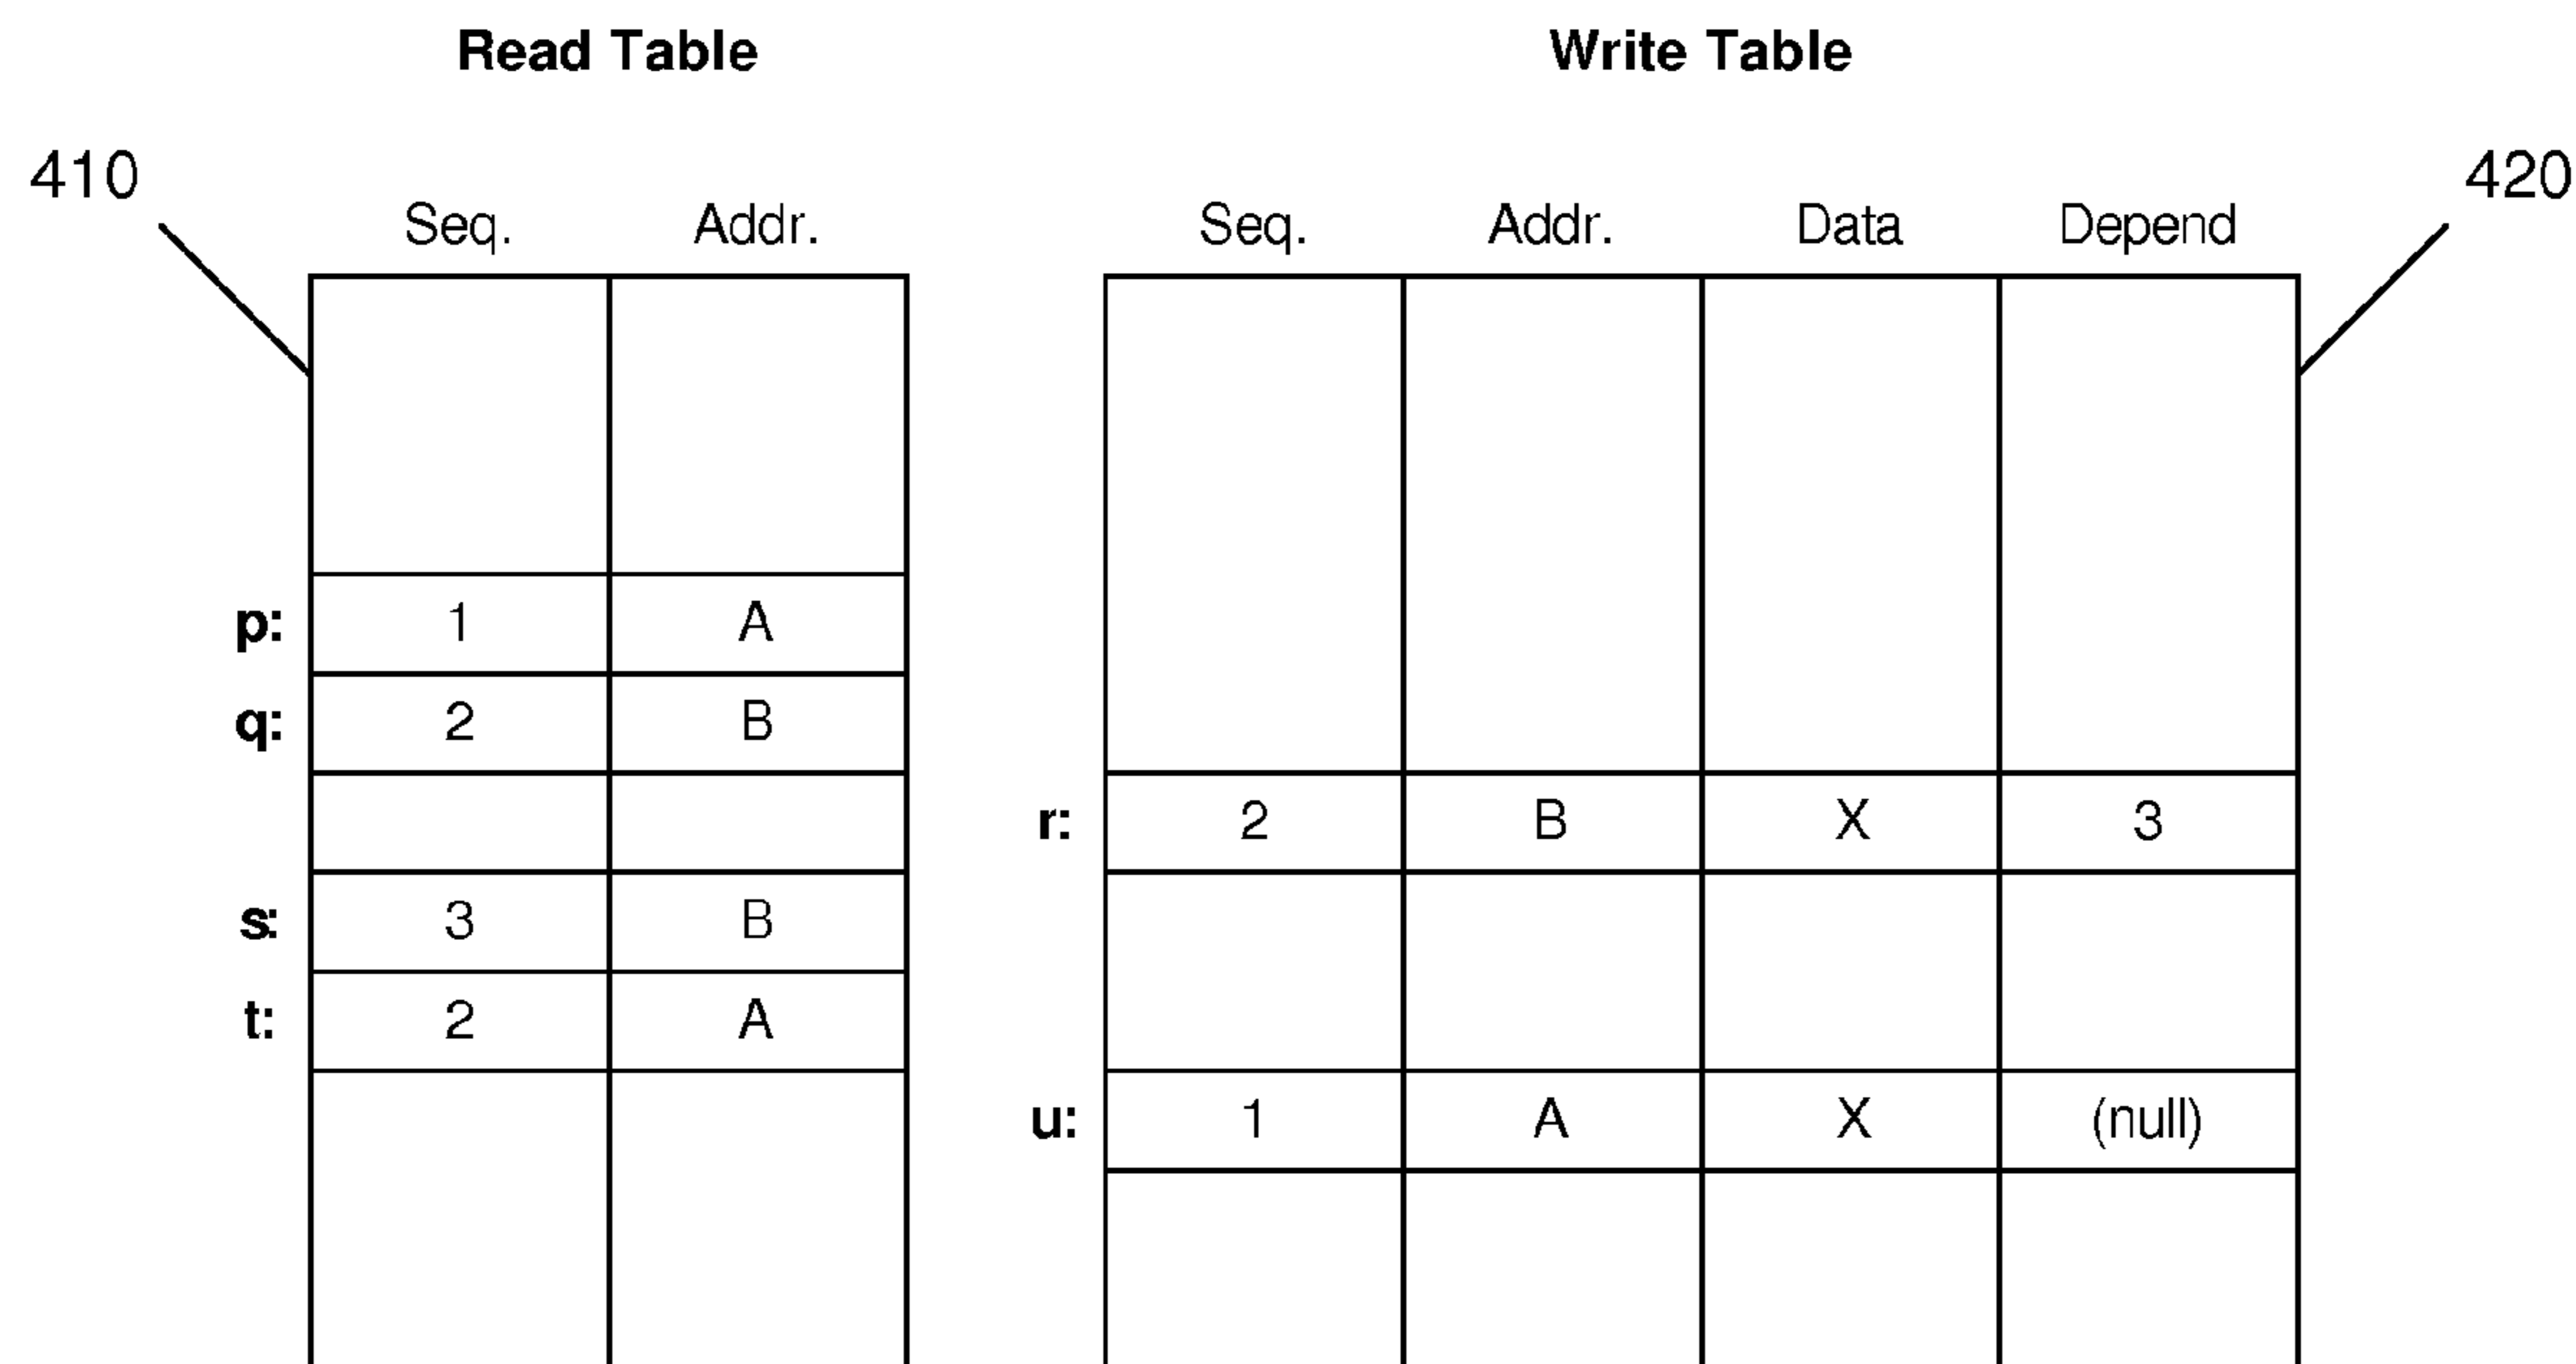 Read Table Write Table
410 420
Seq. Addr. Seq. Addr. Data Depend
p: 1 A
q: 2 B
r: 2 B X 3
s: 3 B
t: 2 A
u: 1 A X (null)